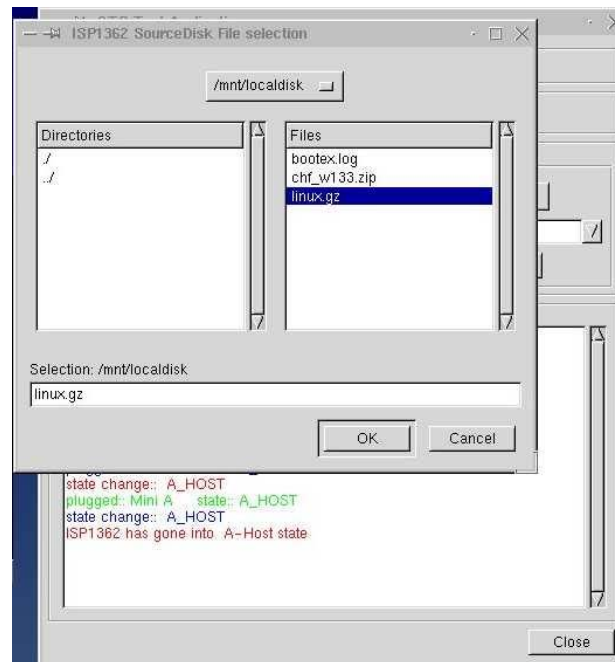 ISP1362 SourceDisk File selection
/mnt/localdisk
Directories
Files
./
../
bootex.log
chf_w133.zip
linux.gz
Selection: /mnt/localdisk
linux.gz
OK
Cancel
state change:: A_HOST
plugged:: Mini A state:: A_HOST
state change:: A_HOST
ISP1362 has gone into A-Host state
Close